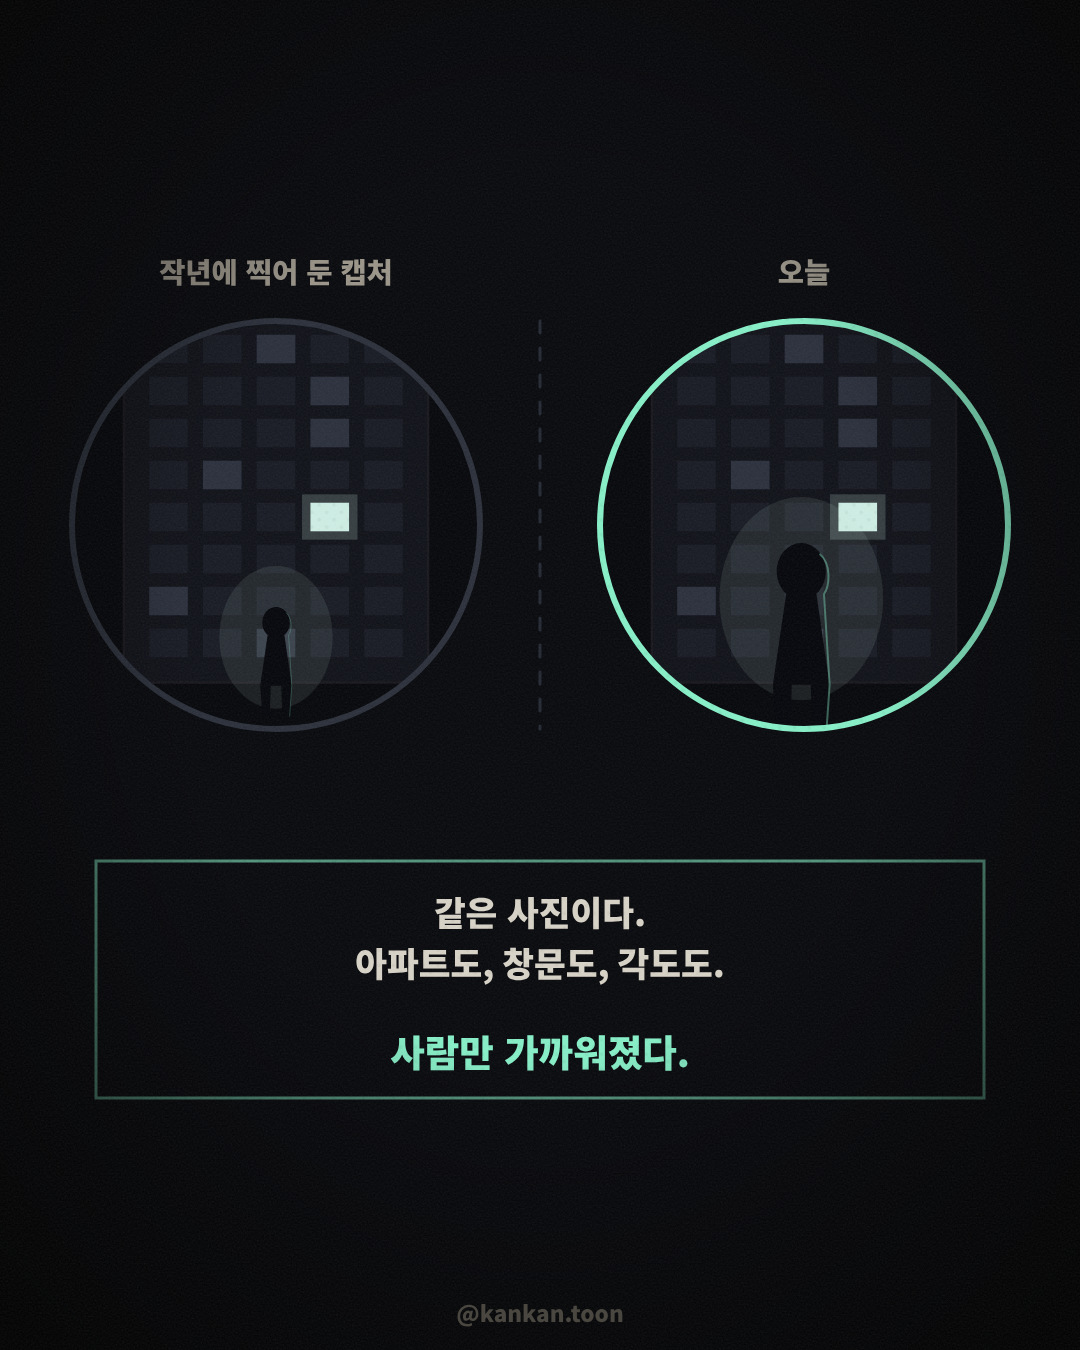 작년에 찍어 둔 캡처
오늘
같은 사진이다.
아파트도, 창문도, 각도도.
사람만 가까워졌다.
@kankan.toon